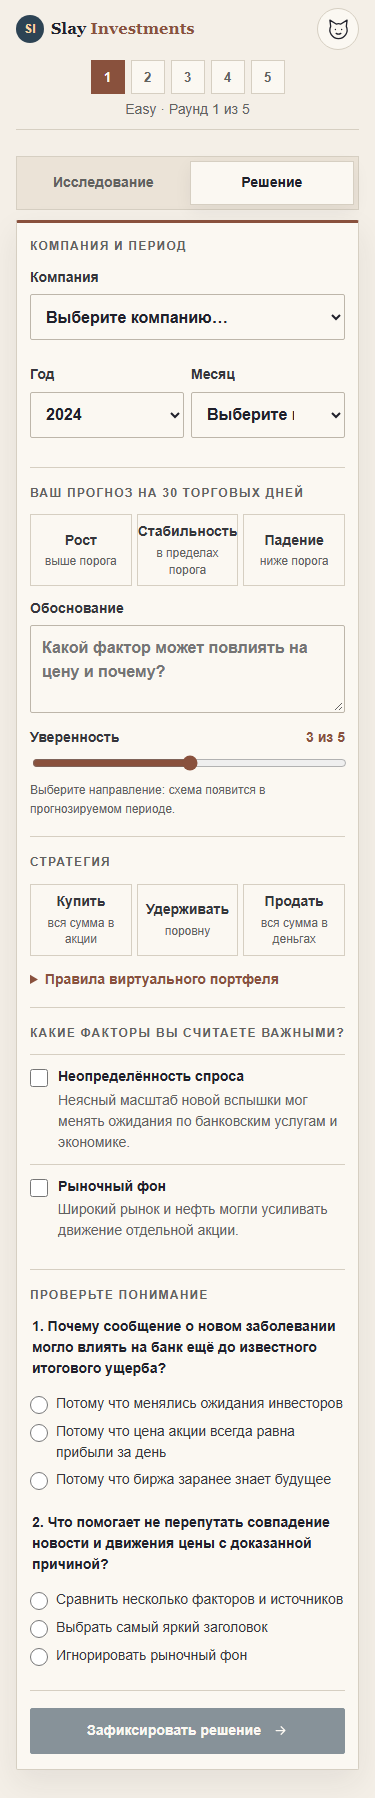 SI Slay Investments
1 2 3 4 5
Easy · Раунд 1 из 5
Исследование Решение
КОМПАНИЯ И ПЕРИОД
Компания
Выберите компанию...
Год Месяц
2024 Выберите
ВАШ ПРОГНОЗ НА 30 ТОРГОВЫХ ДНЕЙ
Рост
выше порога
Стабильность
в пределах
порога
Падение
ниже порога
Обоснование
Какой фактор может повлиять на
цену и почему?
Уверенность 3 из 5
Выберите направление: схема появится в
прогнозируемом периоде.
СТРАТЕГИЯ
Купить
вся сумма в
акции
Удерживать
поровну
Продать
вся сумма в
деньгах
Правила виртуального портфеля
КАКИЕ ФАКТОРЫ ВЫ СЧИТАЕТЕ ВАЖНЫМИ?
Неопределённость спроса
Неясный масштаб новой вспышки мог
менять ожидания по банковским услугам и
экономике.
Рыночный фон
Широкий рынок и нефть могли усиливать
движение отдельной акции.
ПРОВЕРЬТЕ ПОНИМАНИЕ
1. Почему сообщение о новом заболевании
могло влиять на банк ещё до известного
итогового ущерба?
Потому что менялись ожидания инвесторов
Потому что цена акции всегда равна
прибыли за день
Потому что биржа заранее знает будущее
2. Что помогает не перепутать совпадение
новости и движения цены с доказанной
причиной?
Сравнить несколько факторов и источников
Выбрать самый яркий заголовок
Игнорировать рыночный фон
Зафиксировать решение →